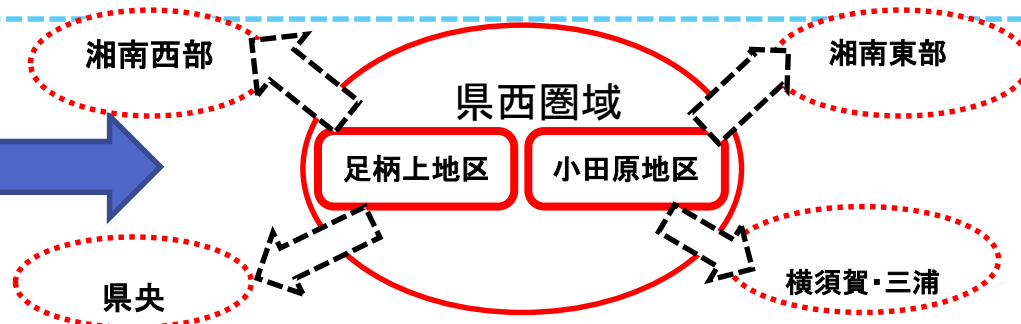 湘南西部
湘南東部
県西圏域
足柄上地区
小田原地区
県央
横須賀・三浦